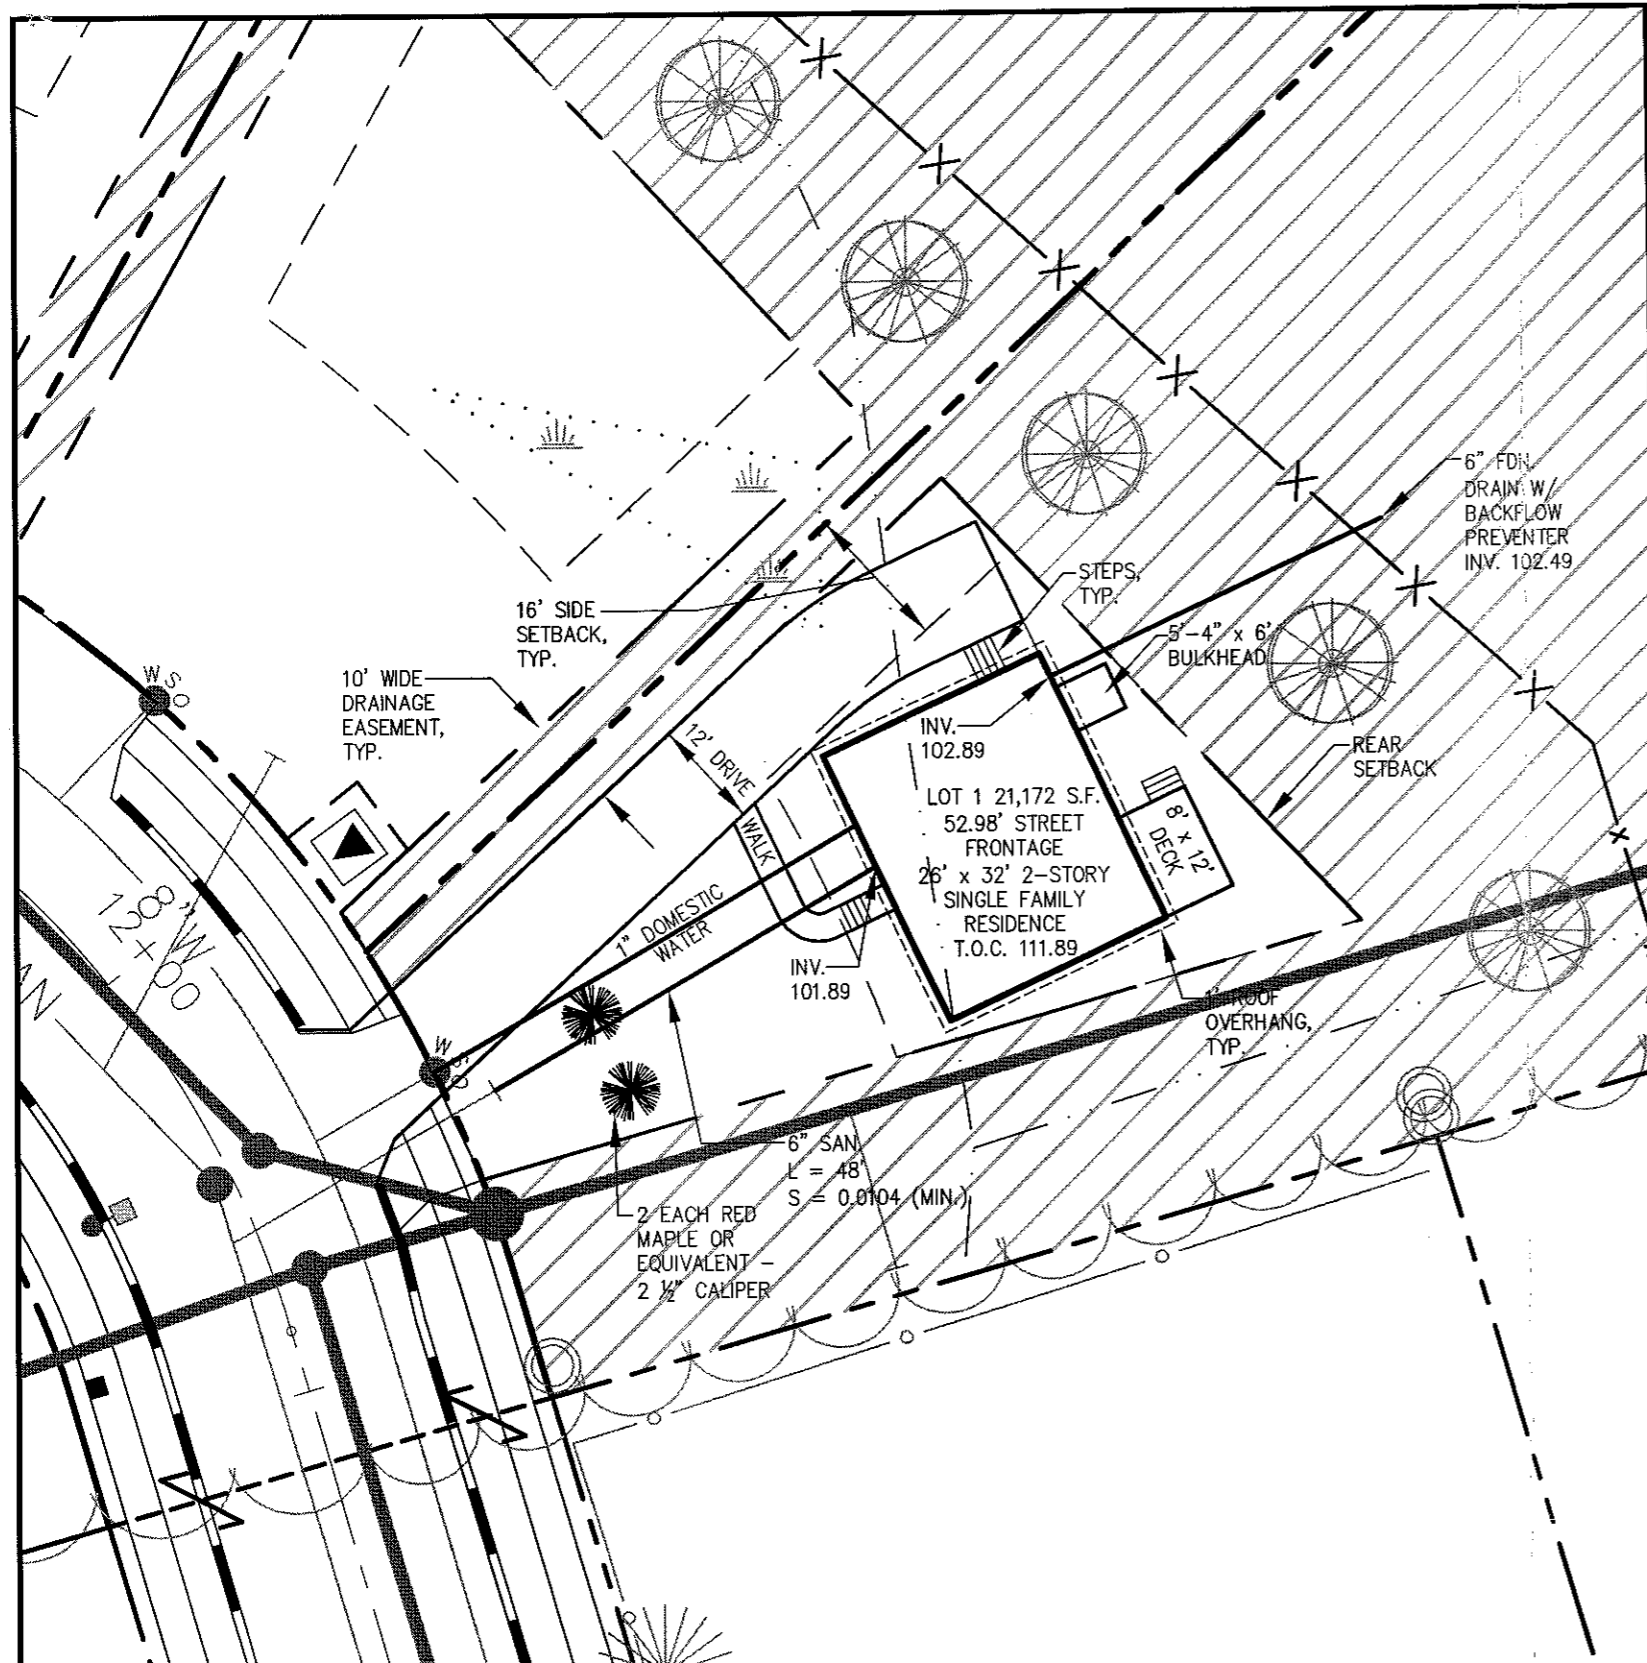 6" FDN.
DRAIN W/
BACKFLOW
PREVENTER
INV. 102.49
STEPS,
TYP.
16' SIDE
SETBACK,
TYP.
5'-4" x 6'
BULKHEAD
10' WIDE
DRAINAGE
EASEMENT,
TYP.
WSO
12' DRIVE
INV.
102.89
REAR
SETBACK
LOT 1 21,172 S.F.
52.98' STREET
FRONTAGE
26' x 32' 2-STORY
SINGLE FAMILY
RESIDENCE
T.O.C. 111.89
8' x 12'
DECK
WALK
1" DOMESTIC
WATER
INV.
101.89
12+00
1' ROOF
OVERHANG,
TYP.
WSO
6" SAN
L = 48'
S = 0.0104 (MIN.)
2 EACH RED
MAPLE OR
EQUIVALENT –
2 ½" CALIPER